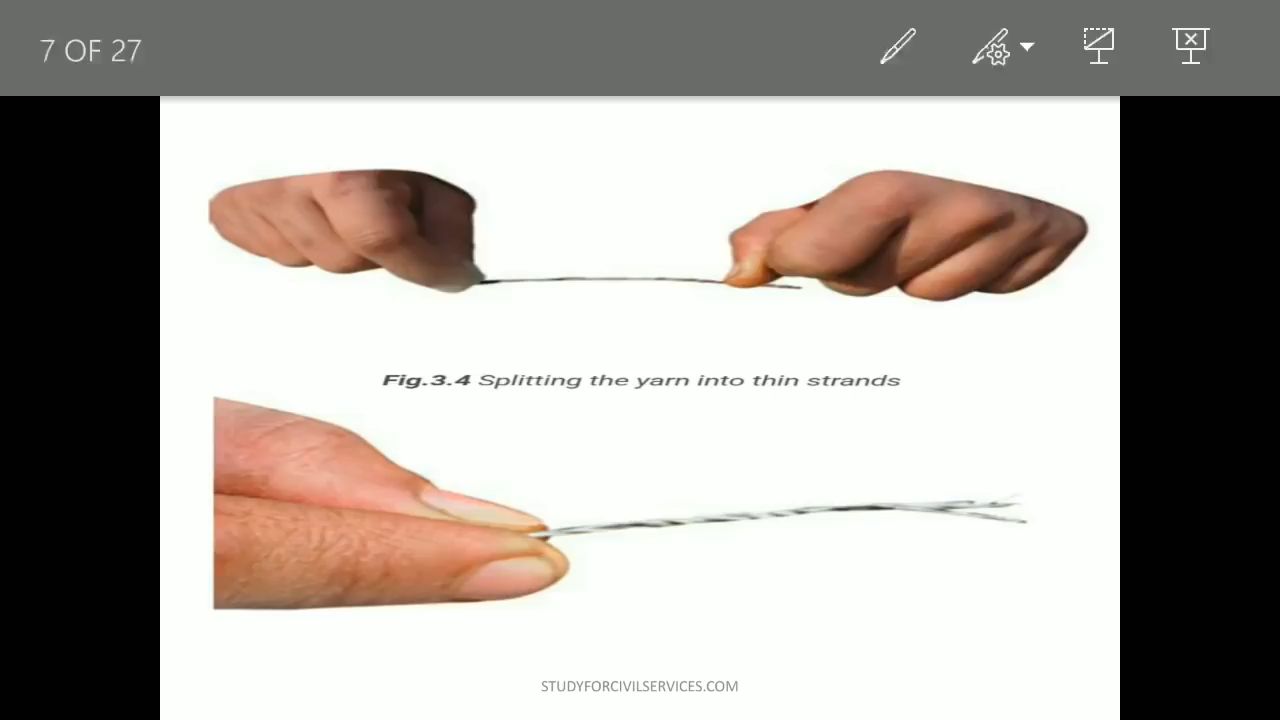 7 OF 27
Fig.3.4 Splitting the yarn into thin strands
STUDYFORCIVILSERVICES.COM